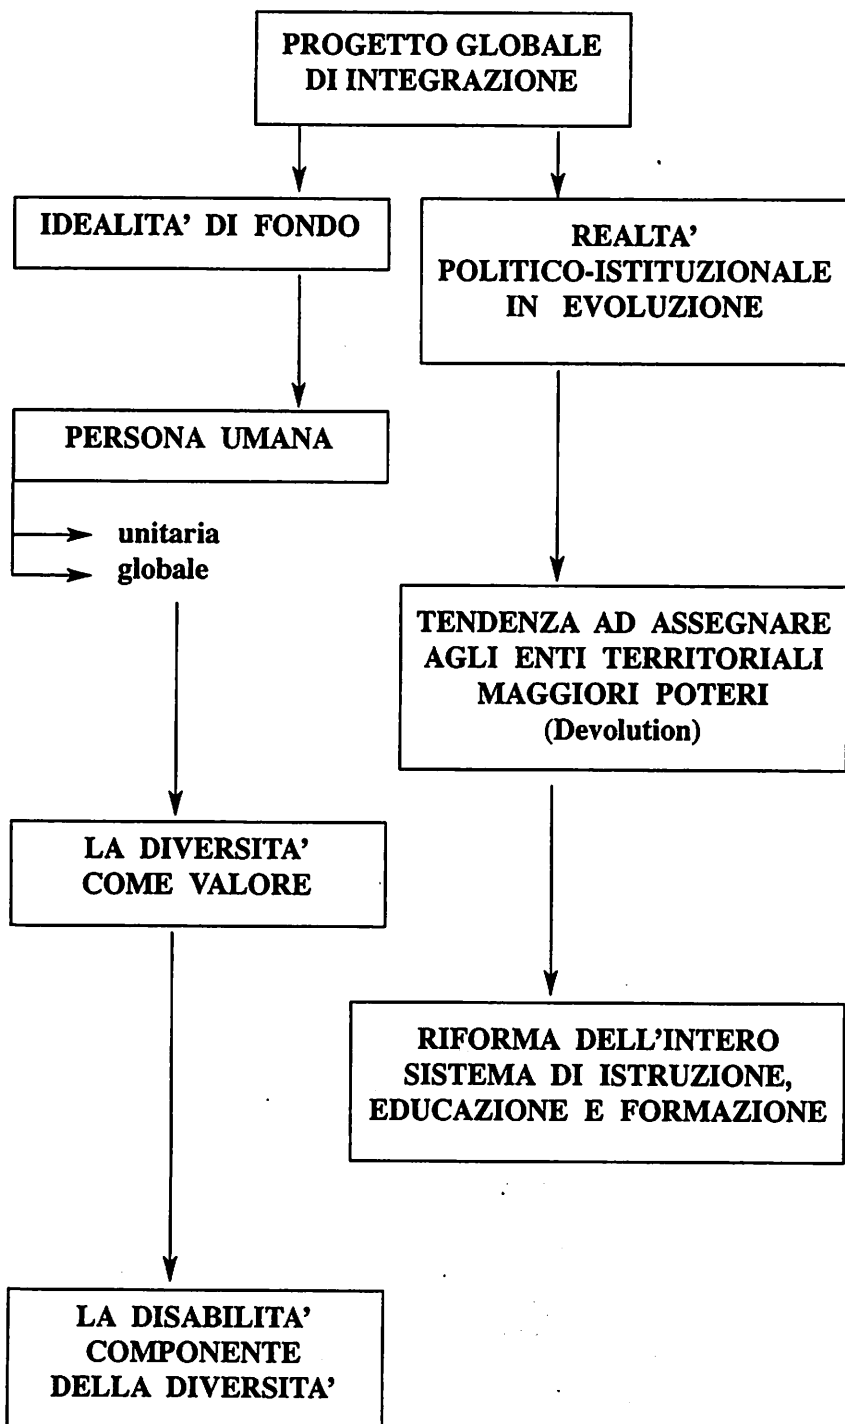 PROGETTO GLOBALE
DI INTEGRAZIONE
IDEALITA’ DI FONDO
REALTA’
POLITICO-ISTITUZIONALE
IN EVOLUZIONE
PERSONA UMANA
unitaria
globale
TENDENZA AD ASSEGNARE
AGLI ENTI TERRITORIALI
MAGGIORI POTERI
(Devolution)
LA DIVERSITA’
COME VALORE
RIFORMA DELL’INTERO
SISTEMA DI ISTRUZIONE,
EDUCAZIONE E FORMAZIONE
LA DISABILITA’
COMPONENTE
DELLA DIVERSITA’